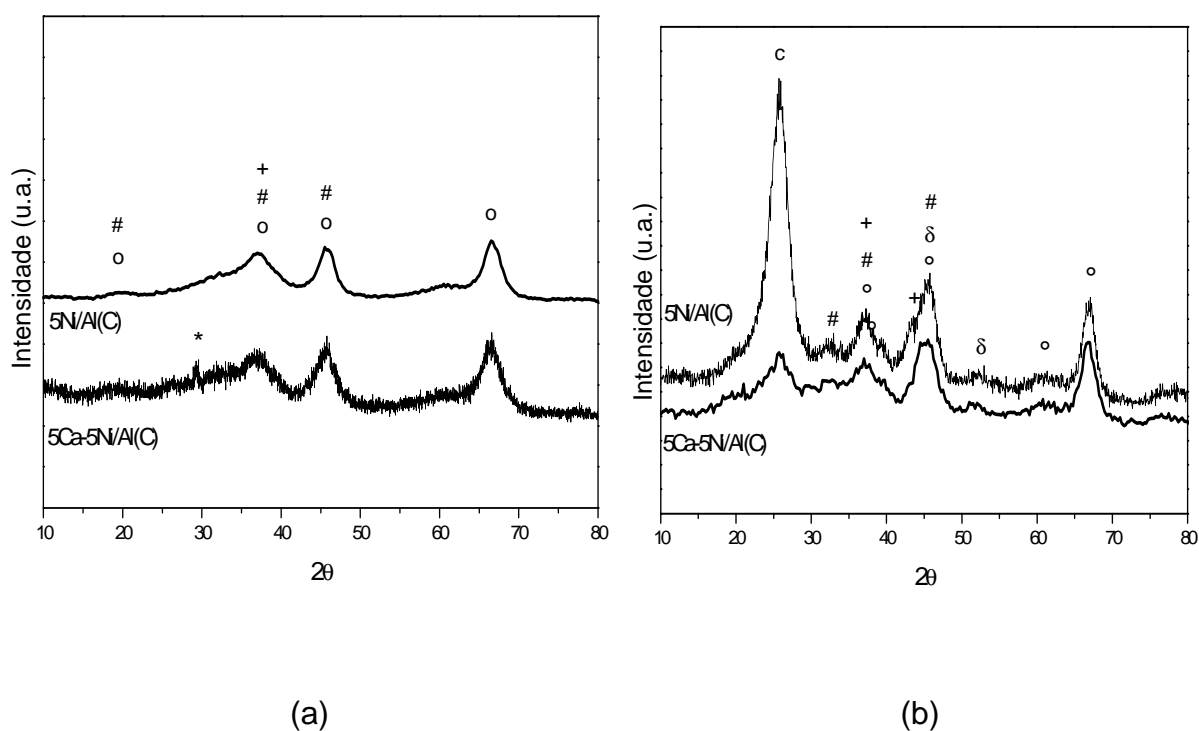 Intensidade (u.a.)
+
#
#
#
o
o
o
o
5Ni/Al(C)
*
5Ca-5Ni/Al(C)
10 20 30 40 50 60 70 80
2θ
(a)
Intensidade (u.a.)
c
#
+
δ
#
o
o
o
+
o
#
δ
o
5Ni/Al(C)
5Ca-5Ni/Al(C)
10 20 30 40 50 60 70 80
2θ
(b)